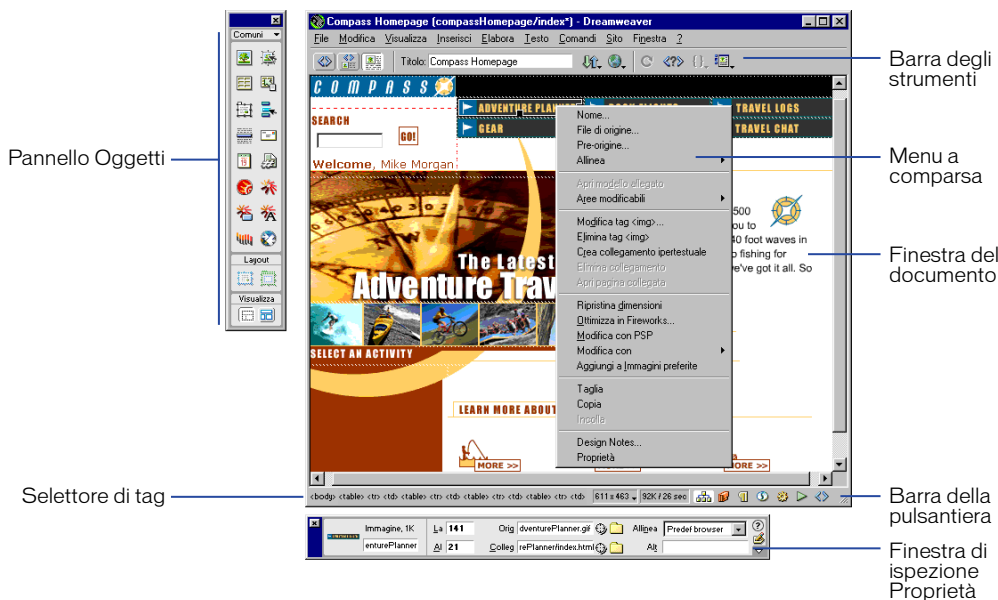 Compass Homepage (compassHomepage/index*) - Dreamweaver
File Modifica Visualizza Inserisci Elabora Testo Comandi Sito Finestra ?
Titolo: Compass Homepage
Comuni
Layout
Visualizza
Pannello Oggetti
Selettore di tag
COMPASS
SEARCH
GO!
Welcome, Mike Morgan
ADVENTURE PLANNER
TRAVEL LOGS
GEAR
TRAVEL CHAT
The Latest
Adventure Trav
SELECT AN ACTIVITY
LEARN MORE ABOUT
MORE >>
ORE >>
500
ou to
40 foot waves in
o fishing for
e've got it all. So
Nome...
File di origine...
Pre-origine...
Allinea
Apri modello allegato
Aree modificabili
Modifica tag <img>...
Elimina tag <img>
Crea collegamento ipertestuale
Elimina collegamento
Apri pagina collegata
Ripristina dimensioni
Ottimizza in Fireworks...
Modifica con PSP
Modifica con
Aggiungi a Immagini preferite
Taglia
Copia
Incolla
Design Notes...
Proprietà
<body> <table> <tr> <td> <table> <tr> <td> <table> <tr> <td> <table> <tr> <td> 611 x 463 92K / 26 sec
Immagine, 1K La 141 Orig dventurePlanner.gif Allinea Predef browser
enturePlanner Al 21 Colleg rePlanner/index.html Alt
Barra degli
strumenti
Menu a
comparsa
Finestra del
documento
Barra della
pulsantiera
Finestra di
ispezione
Proprietà